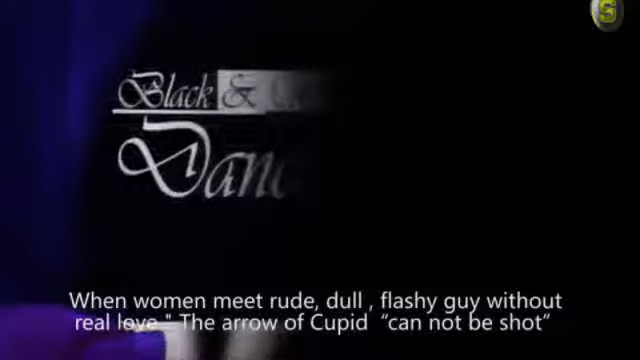 Black &
Danc
When women meet rude, dull , flashy guy without
real love " The arrow of Cupid “can not be shot”
S